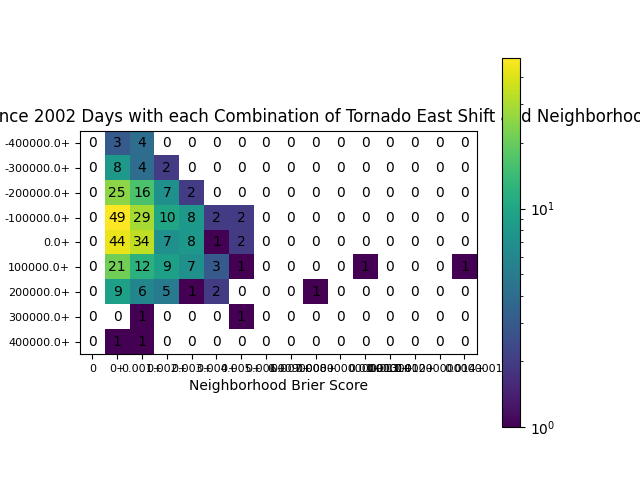 nce 2002 Days with each Combination of Tornado East Shift and Neighborhoo
-400000.0+ 0 3 4 0 0 0 0 0 0 0 0 0 0 0 0 0
-300000.0+ 0 8 4 2 0 0 0 0 0 0 0 0 0 0 0 0
-200000.0+ 0 25 16 7 2 0 0 0 0 0 0 0 0 0 0 0
-100000.0+ 0 49 29 10 8 2 2 0 0 0 0 0 0 0 0 0
0.0+ 0 44 34 7 8 1 2 0 0 0 0 0 0 0 0 0
100000.0+ 0 21 12 9 7 3 1 0 0 0 0 1 0 0 0 1
200000.0+ 0 9 6 5 1 2 0 0 0 1 0 0 0 0 0 0
300000.0+ 0 0 1 0 0 0 1 0 0 0 0 0 0 0 0 0
400000.0+ 0 1 1 0 0 0 0 0 0 0 0 0 0 0 0 0
0 0+
Neighborhood Brier Score
10¹
10⁰